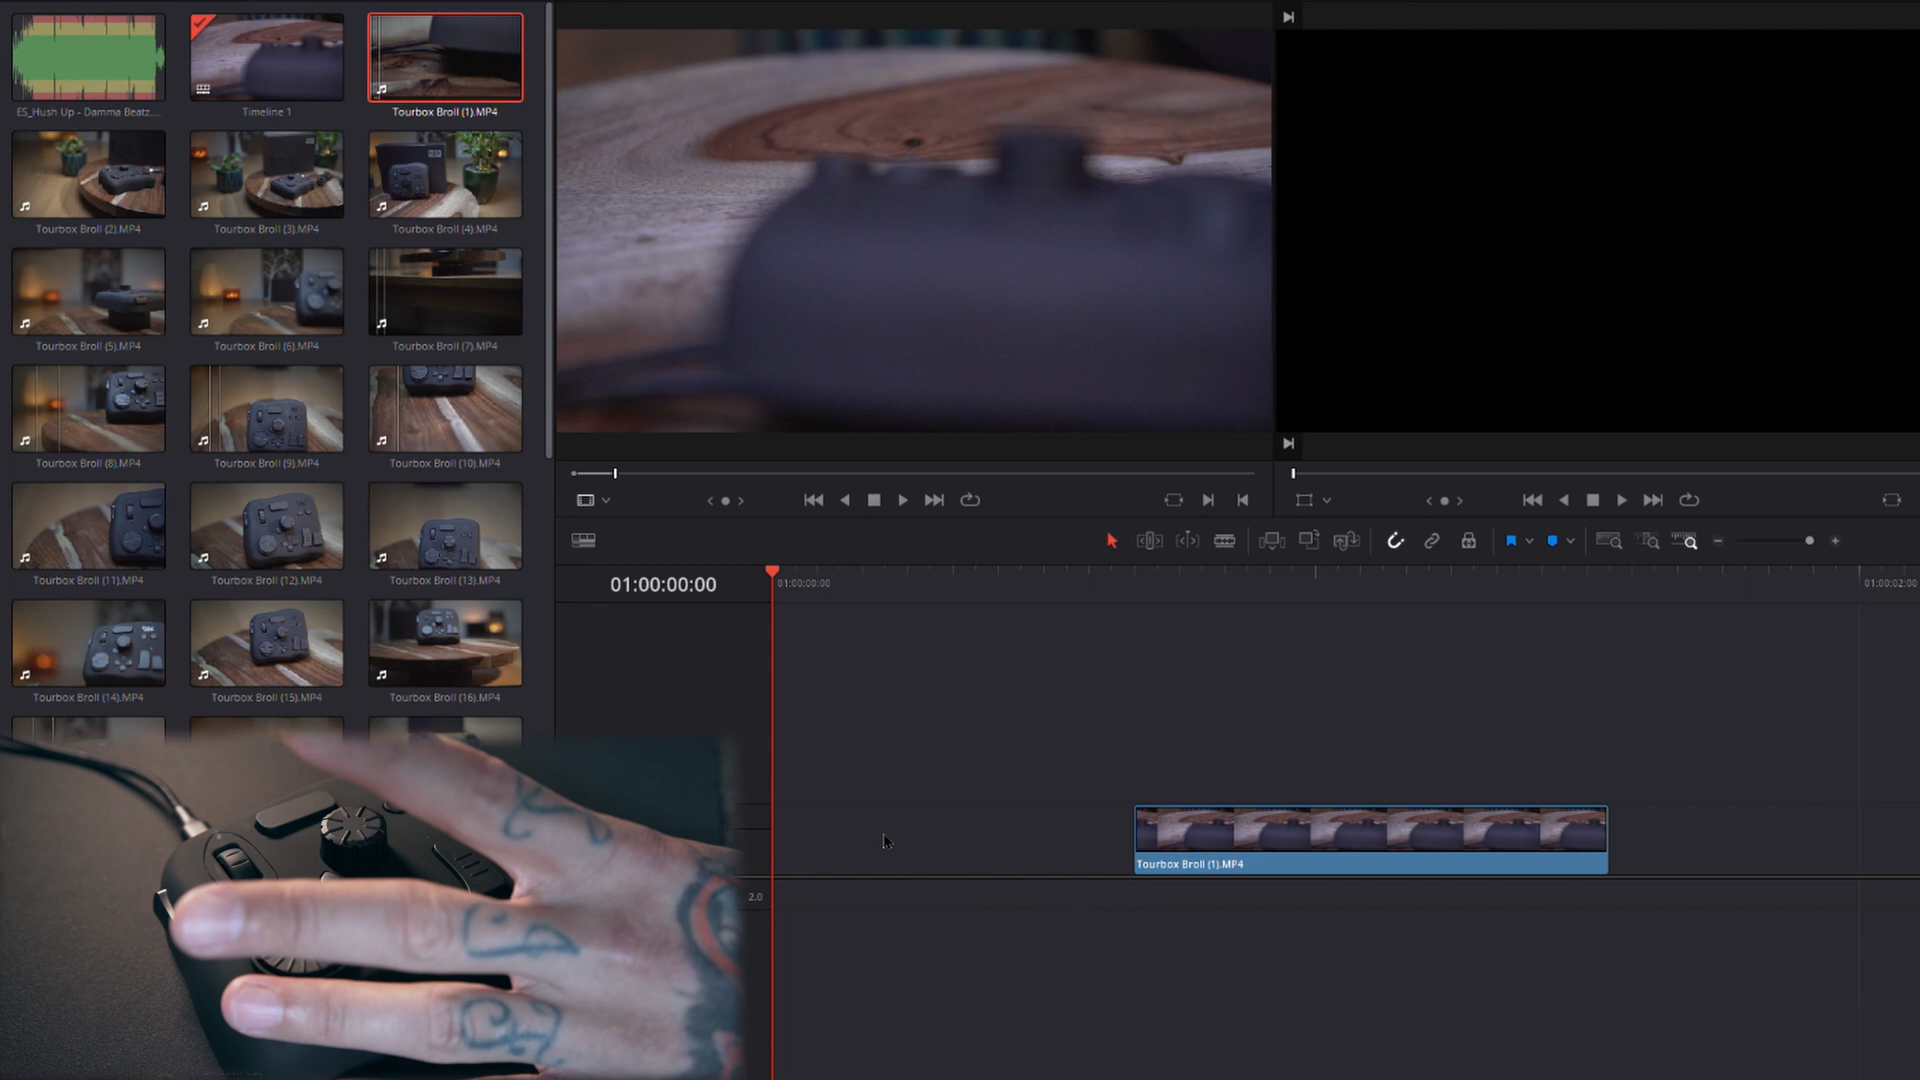 ES_Hush Up - Damma Beatz....
Timeline 1
Tourbox Broll (1).MP4
Tourbox Broll (2).MP4
Tourbox Broll (3).MP4
Tourbox Broll (4).MP4
Tourbox Broll (5).MP4
Tourbox Broll (6).MP4
Tourbox Broll (7).MP4
Tourbox Broll (8).MP4
Tourbox Broll (9).MP4
Tourbox Broll (10).MP4
Tourbox Broll (11).MP4
Tourbox Broll (12).MP4
Tourbox Broll (13).MP4
Tourbox Broll (14).MP4
Tourbox Broll (15).MP4
Tourbox Broll (16).MP4
01:00:00:00
01:00:00:00
01:00:02:00
Tourbox Broll (1).MP4
2.0